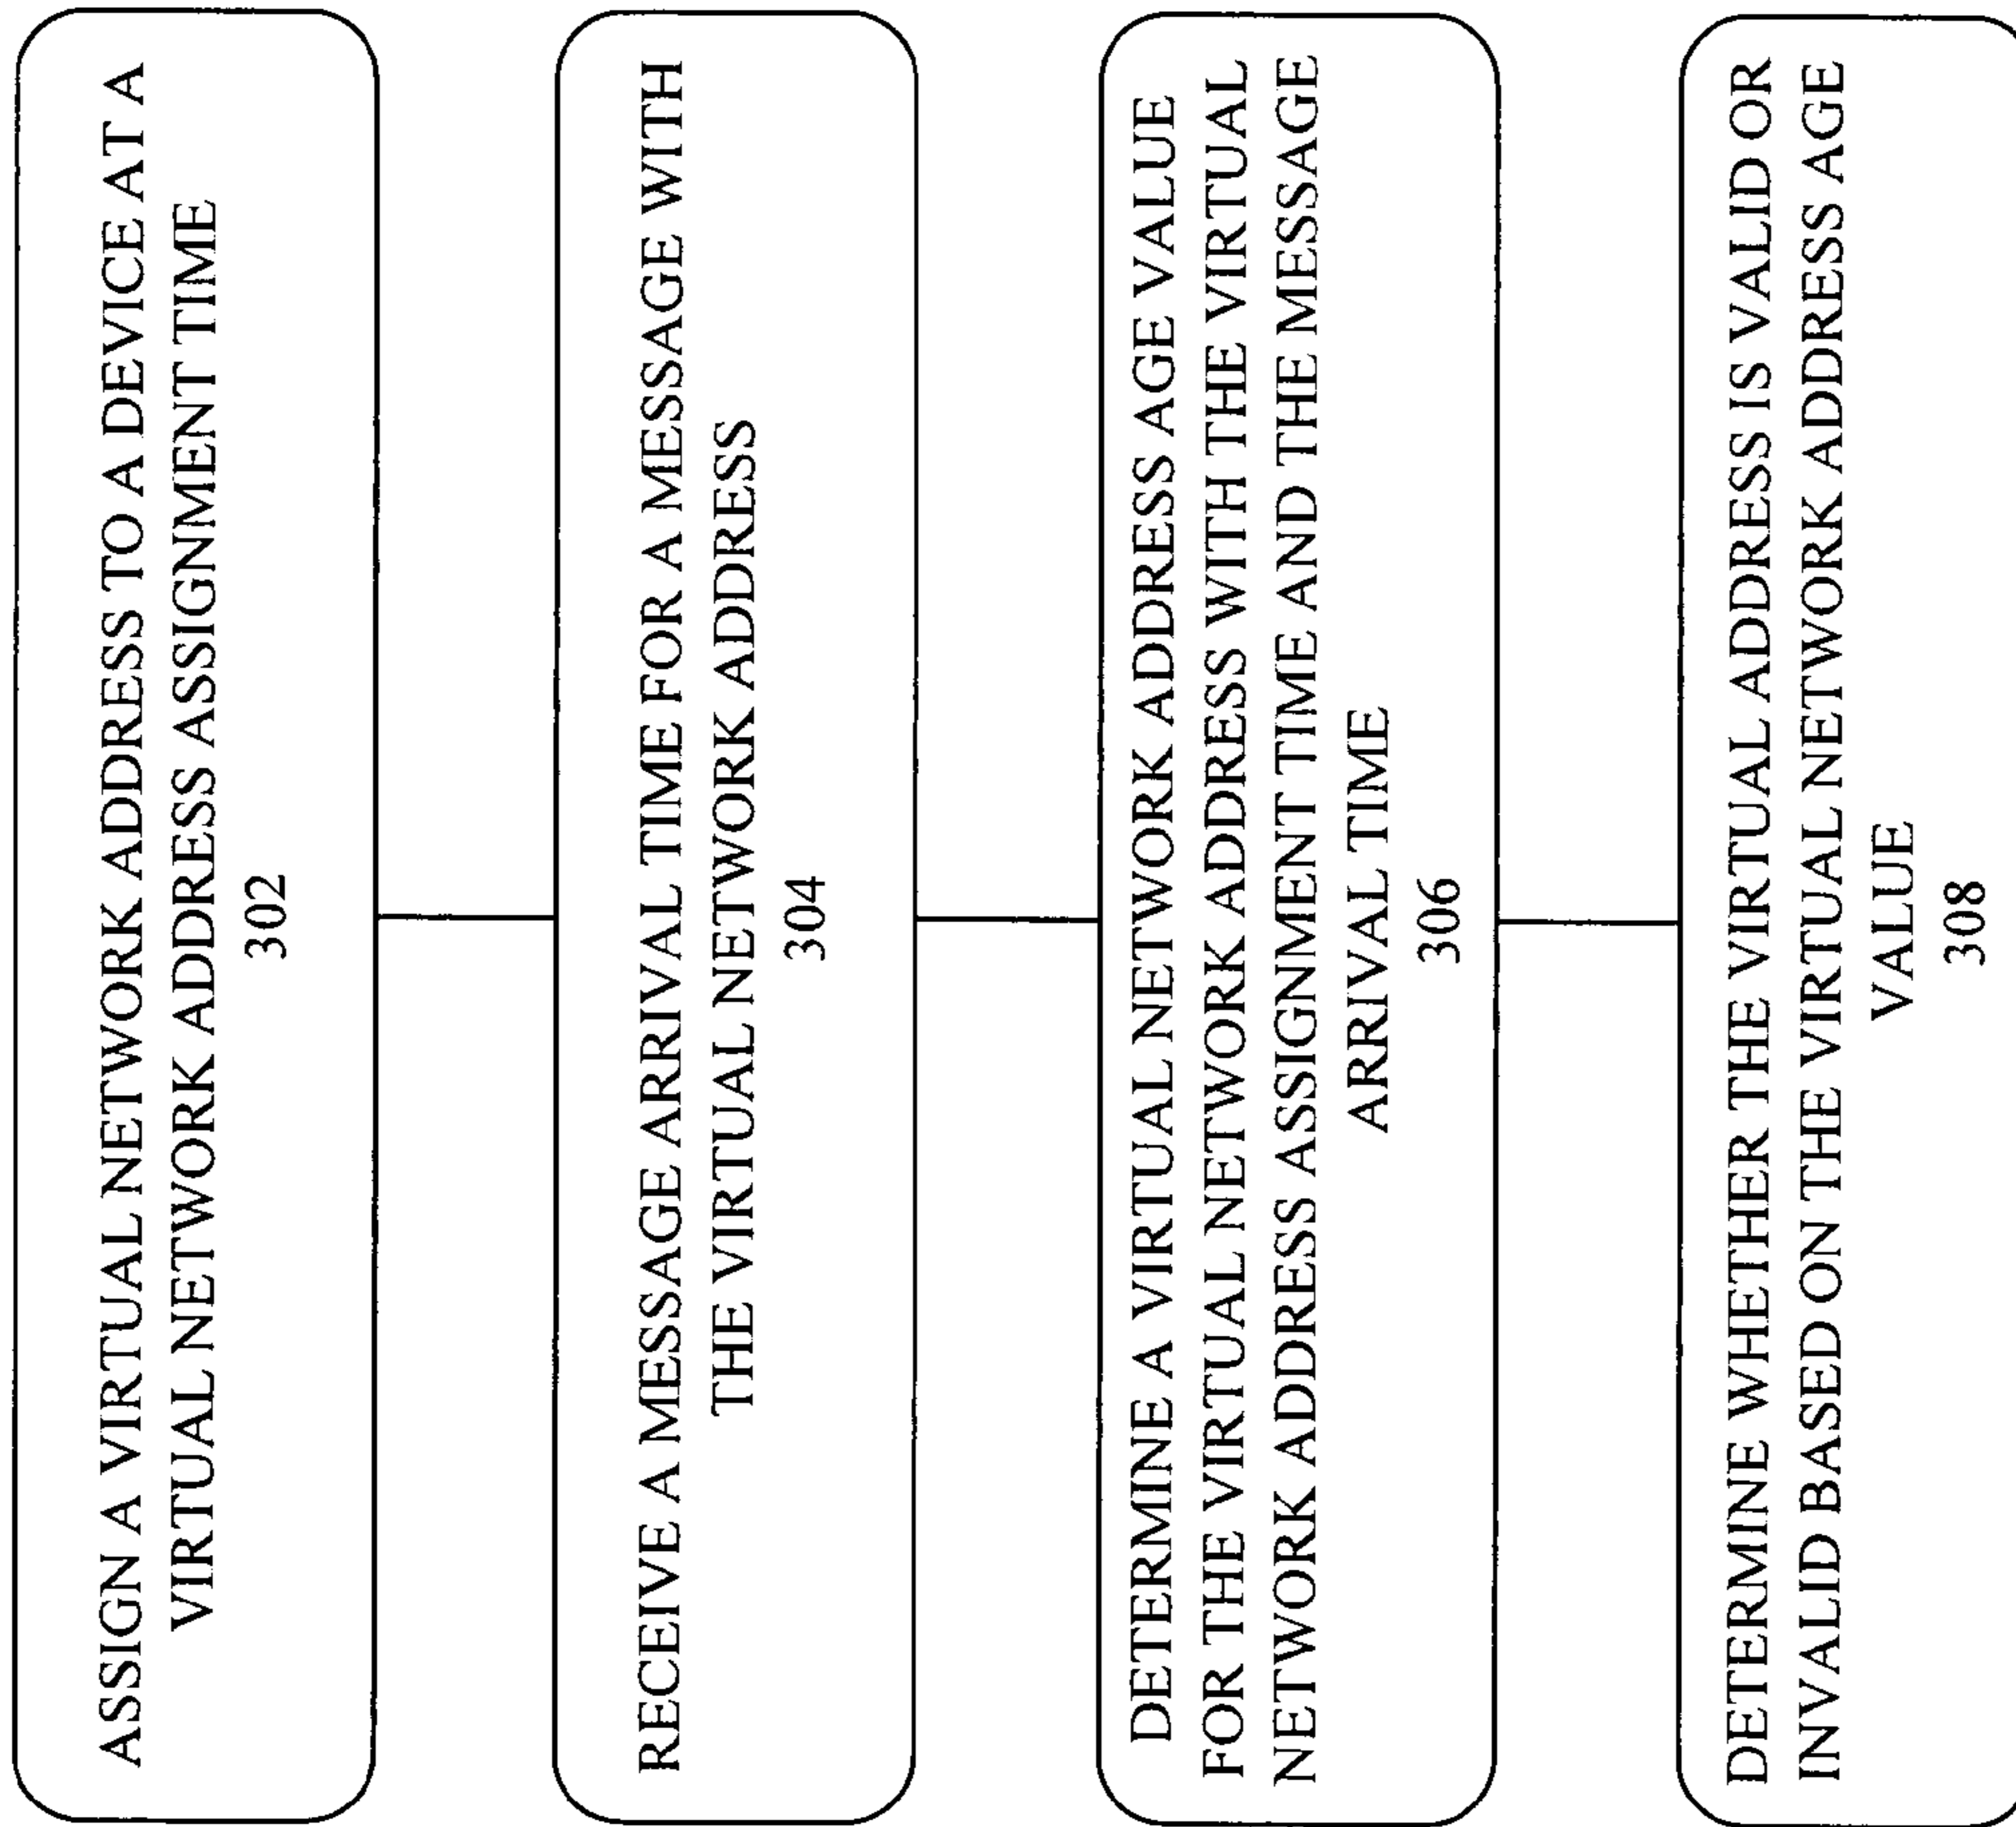 ASSIGN A VIRTUAL NETWORK ADDRESS TO A DEVICE AT A
VIRTUAL NETWORK ADDRESS ASSIGNMENT TIME
302
RECEIVE A MESSAGE ARRIVAL TIME FOR A MESSAGE WITH
THE VIRTUAL NETWORK ADDRESS
304
DETERMINE A VIRTUAL NETWORK ADDRESS AGE VALUE
FOR THE VIRTUAL NETWORK ADDRESS WITH THE VIRTUAL
NETWORK ADDRESS ASSIGNMENT TIME AND THE MESSAGE
ARRIVAL TIME
306
DETERMINE WHETHER THE VIRTUAL ADDRESS IS VALID OR
INVALID BASED ON THE VIRTUAL NETWORK ADDRESS AGE
VALUE
308